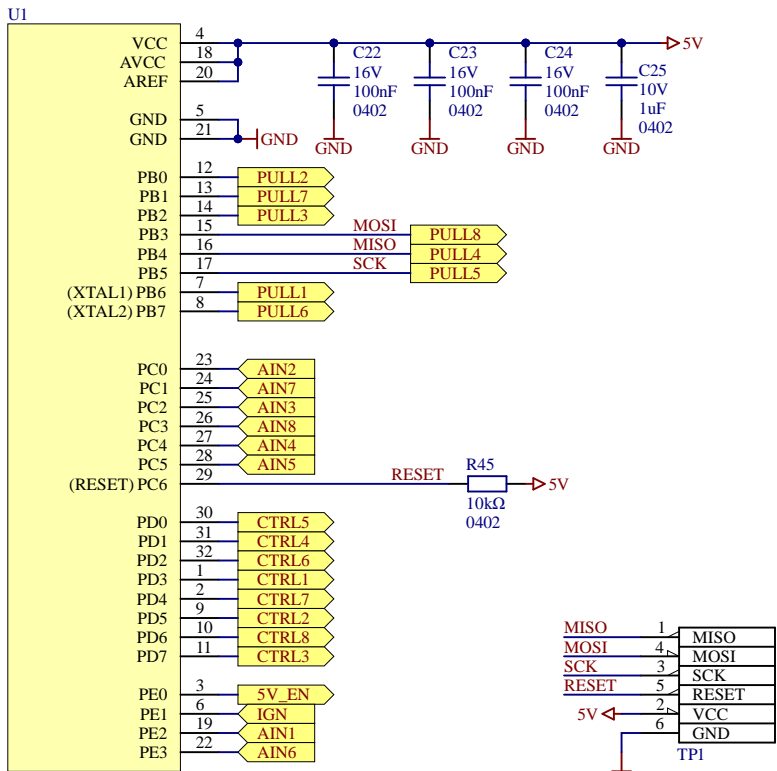 U1
VCC 4
AVCC 18
AREF 20
5V
C22
16V
100nF
0402
GND
C23
16V
100nF
0402
GND
C24
16V
100nF
0402
GND
C25
10V
1uF
0402
GND
GND 5
GND 21
GND
PB0 12 PULL2
PB1 13 PULL7
PB2 14 PULL3
PB3 15 MOSI PULL8
PB4 16 MISO PULL4
PB5 17 SCK PULL5
(XTAL1) PB6 7 PULL1
(XTAL2) PB7 8 PULL6
PC0 23 AIN2
PC1 24 AIN7
PC2 25 AIN3
PC3 26 AIN8
PC4 27 AIN4
PC5 28 AIN5
(RESET) PC6 29 RESET
R45
10kΩ
0402
5V
PD0 30 CTRL5
PD1 31 CTRL4
PD2 32 CTRL6
PD3 1 CTRL1
PD4 2 CTRL7
PD5 9 CTRL2
PD6 10 CTRL8
PD7 11 CTRL3
PE0 3 5V_EN
PE1 6 IGN
PE2 19 AIN1
PE3 22 AIN6
MISO 1 MISO
MOSI 4 MOSI
SCK 3 SCK
RESET 5 RESET
5V 2 VCC
6 GND
TP1